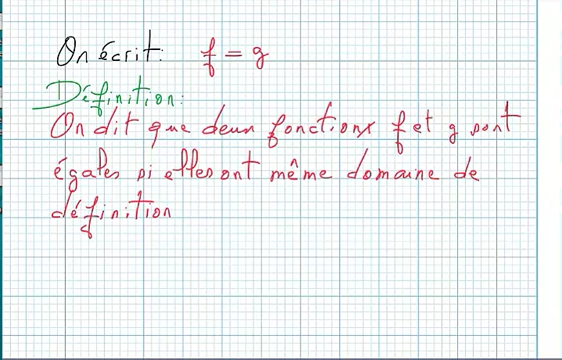 On écrit: f = g
Définition:
On dit que deux fonctions f et g sont
égales si elles ont même domaine de
définition